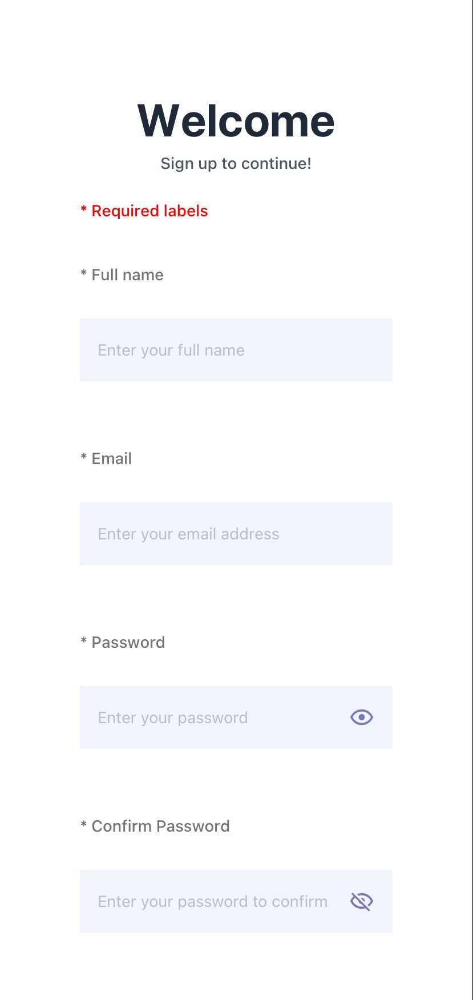 Welcome
Sign up to continue!
* Required labels
* Full name
Enter your full name
* Email
Enter your email address
* Password
Enter your password
* Confirm Password
Enter your password to confirm